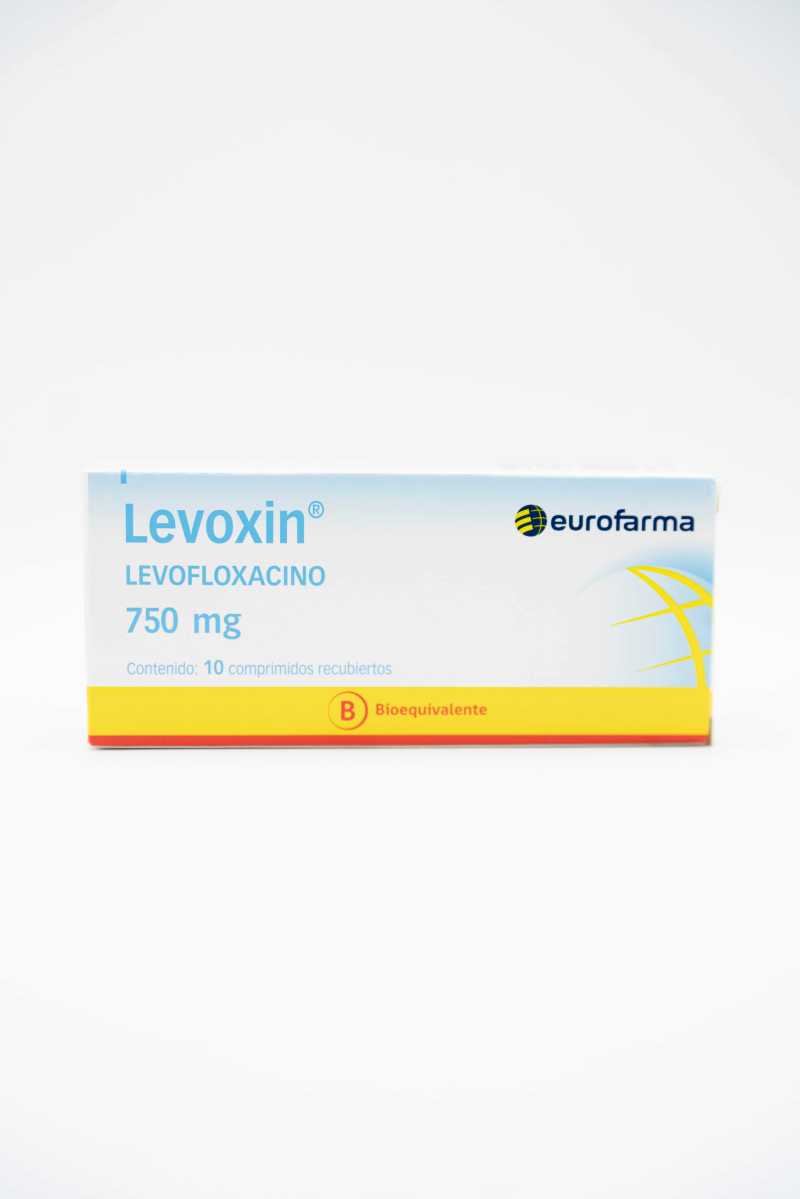 Levoxin®
eurofarma
LEVOFLOXACINO
750 mg
Contenido: 10 comprimidos recubiertos
B Bioequivalente